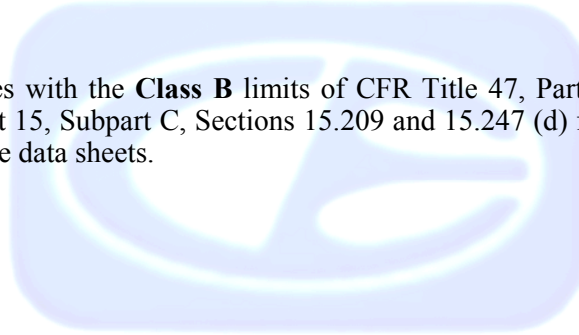 es with the Class B limits of CFR Title 47, Part
t 15, Subpart C, Sections 15.209 and 15.247 (d)
e data sheets.